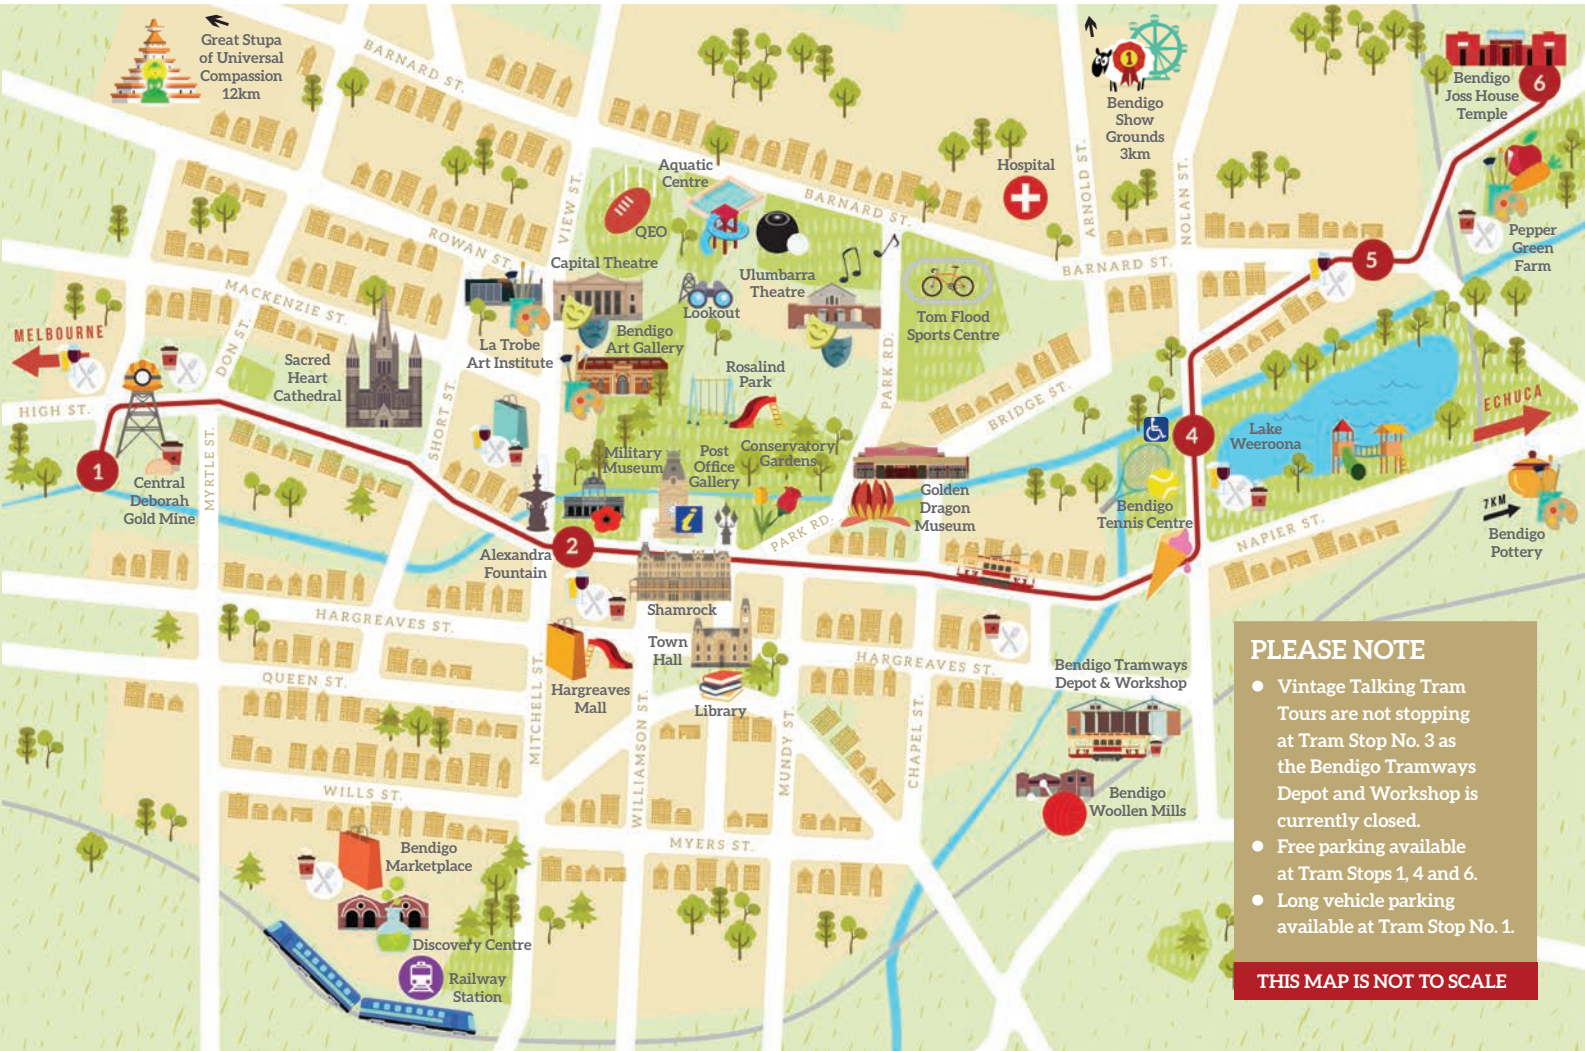 Great Stupa
of Universal
Compassion
12km
BARNARD ST.
1
Bendigo
Show
Grounds
3km
Bendigo
Joss House
Temple
6
Aquatic
Centre
Hospital
QEO
VIEW ST.
BARNARD ST.
ARNOLD ST.
NOLAN ST.
Pepper
Green
Farm
ROWAN ST.
Capital Theatre
Ulumbarra
Theatre
Lookout
BARNARD ST.
5
MACKENZIE ST.
Tom Flood
Sports Centre
MELBOURNE
DON ST.
La Trobe
Art Institute
Bendigo
Art Gallery
Sacred
Heart
Cathedral
Rosalind
Park
PARK RD.
BRIDGE ST.
HIGH ST.
SHORT ST.
ECHUCA
Lake
Weeroona
4
1
MYRTLE ST.
Central
Deborah
Gold Mine
Military
Museum
Post
Office
Gallery
Conservatory
Gardens
i
Golden
Dragon
Museum
Bendigo
Tennis Centre
7KM
Bendigo
Pottery
PARK RD.
NAPIER ST.
2
Alexandra
Fountain
Shamrock
HARGREAVES ST.
Town
Hall
HARGREAVES ST.
Bendigo Tramways
Depot & Workshop
QUEEN ST.
MITCHELL ST.
Hargreaves
Mall
WILLIAMSON ST.
Library
MUNDY ST.
CHAPEL ST.
WILLS ST.
Bendigo
Woollen Mills
MYERS ST.
Bendigo
Marketplace
Discovery Centre
Railway
Station
PLEASE NOTE
● Vintage Talking Tram
Tours are not stopping
at Tram Stop No. 3 as
the Bendigo Tramways
Depot and Workshop is
currently closed.
● Free parking available
at Tram Stops 1, 4 and 6.
● Long vehicle parking
available at Tram Stop No. 1.
THIS MAP IS NOT TO SCALE